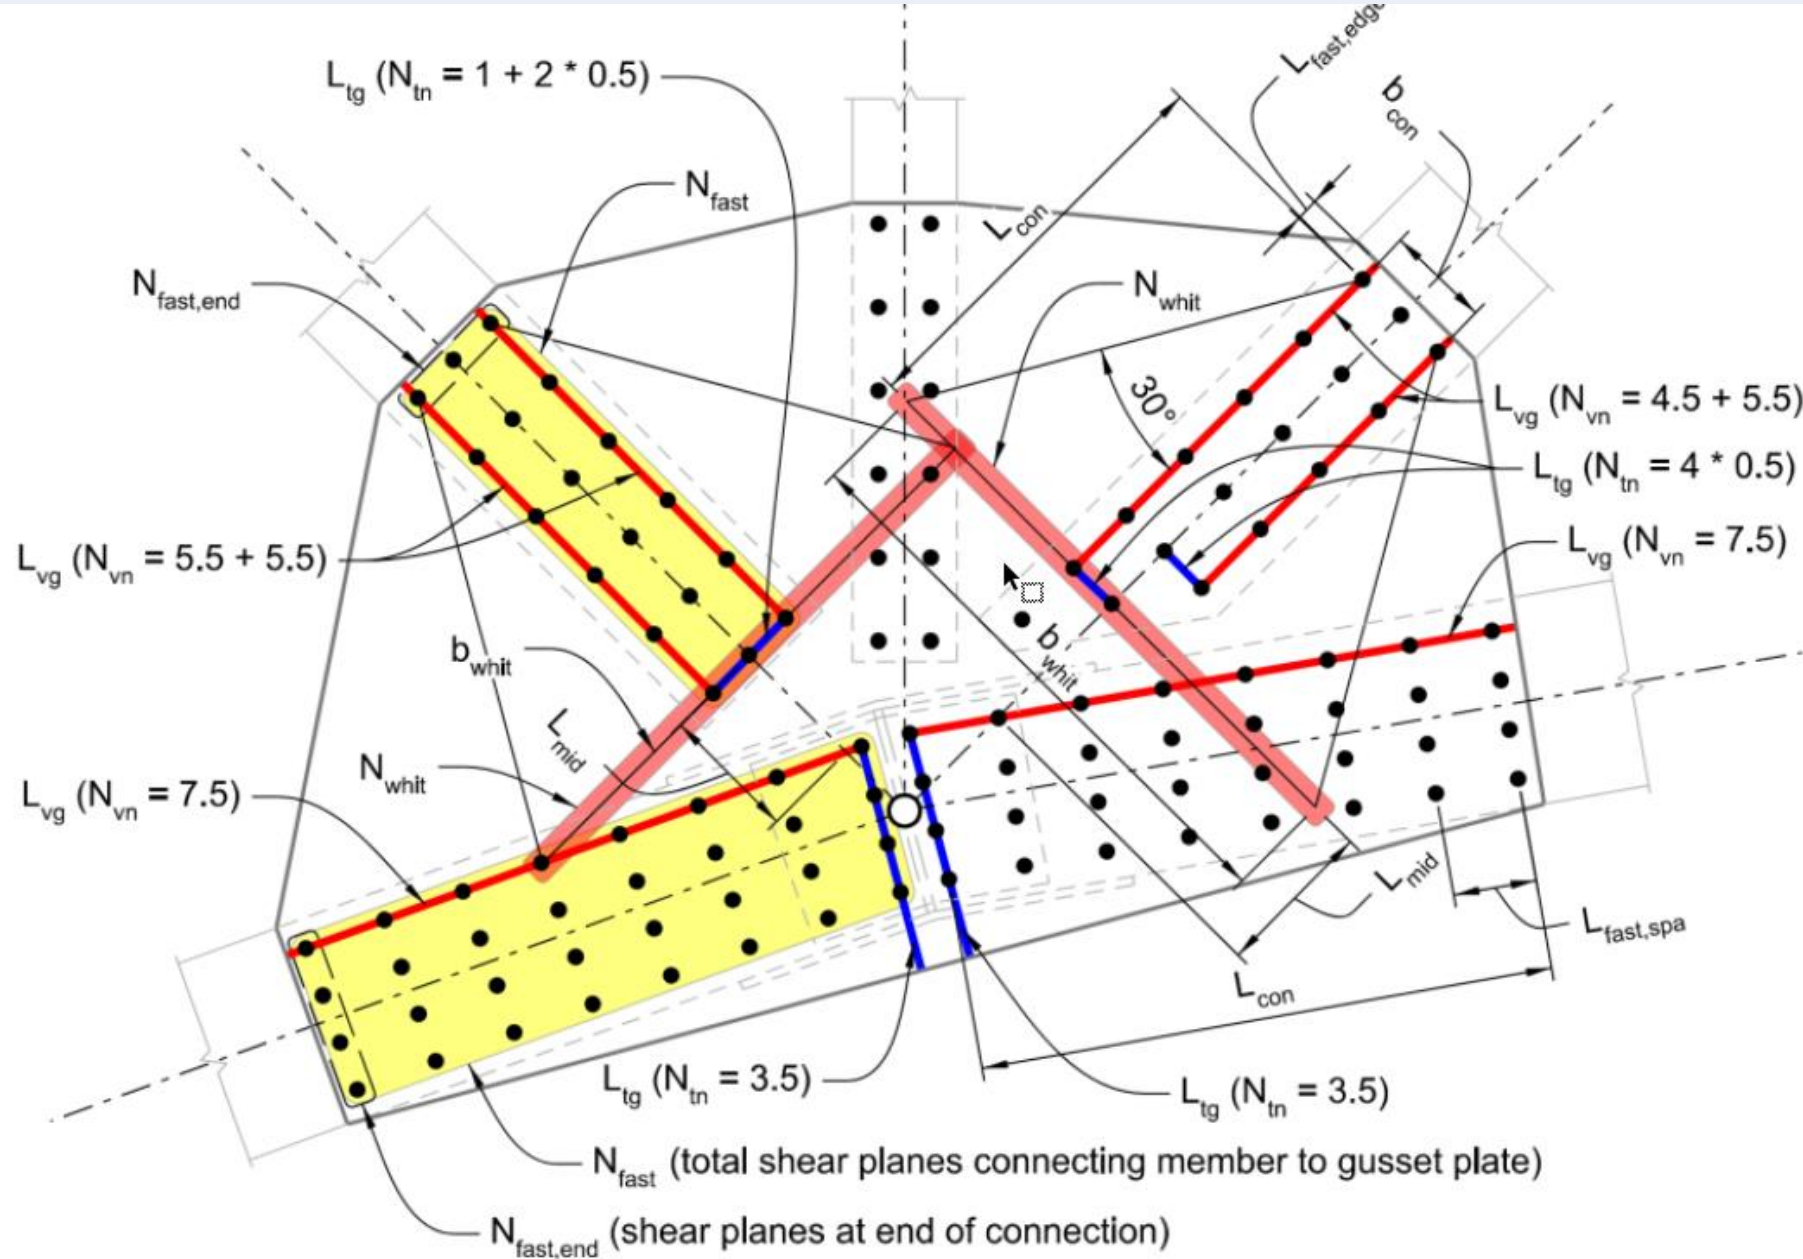 L_fast,edge
L_tg (N_tn = 1 + 2 * 0.5)
b_con
N_fast
L_con
N_fast,end
N_whit
30°
L_vg (N_vn = 4.5 + 5.5)
L_tg (N_tn = 4 * 0.5)
L_vg (N_vn = 7.5)
L_vg (N_vn = 5.5 + 5.5)
b_whit
b_whit
L_mid
N_whit
L_vg (N_vn = 7.5)
L_mid
L_fast,spa
L_con
L_tg (N_tn = 3.5)
L_tg (N_tn = 3.5)
N_fast (total shear planes connecting member to gusset plate)
N_fast,end (shear planes at end of connection)